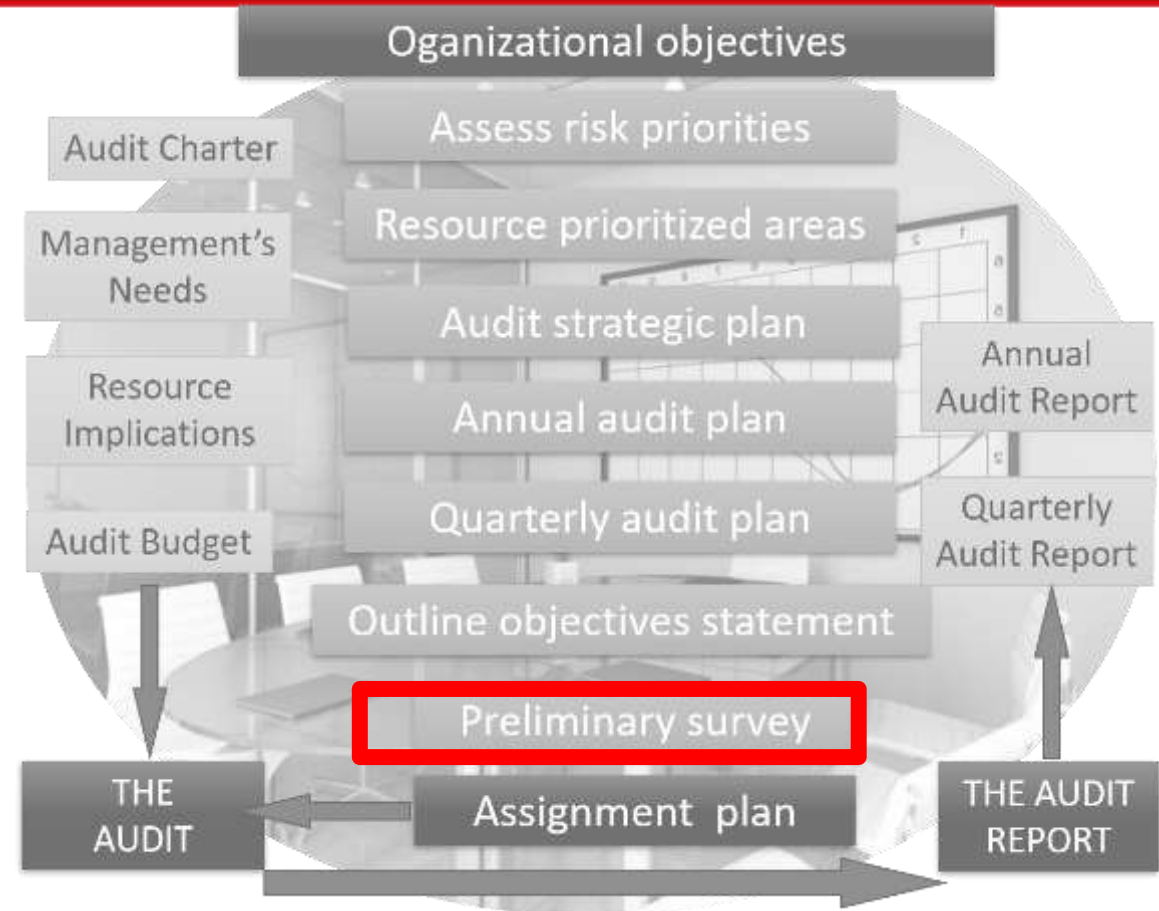 Oganizational objectives
Assess risk priorities
Audit Charter
Resource prioritized areas
Management's
Needs
Audit strategic plan
Annual
Audit Report
Resource
Implications
Annual audit plan
Quarterly audit plan
Quarterly
Audit Report
Audit Budget
Outline objectives statement
Preliminary survey
THE
AUDIT
Assignment plan
THE AUDIT
REPORT